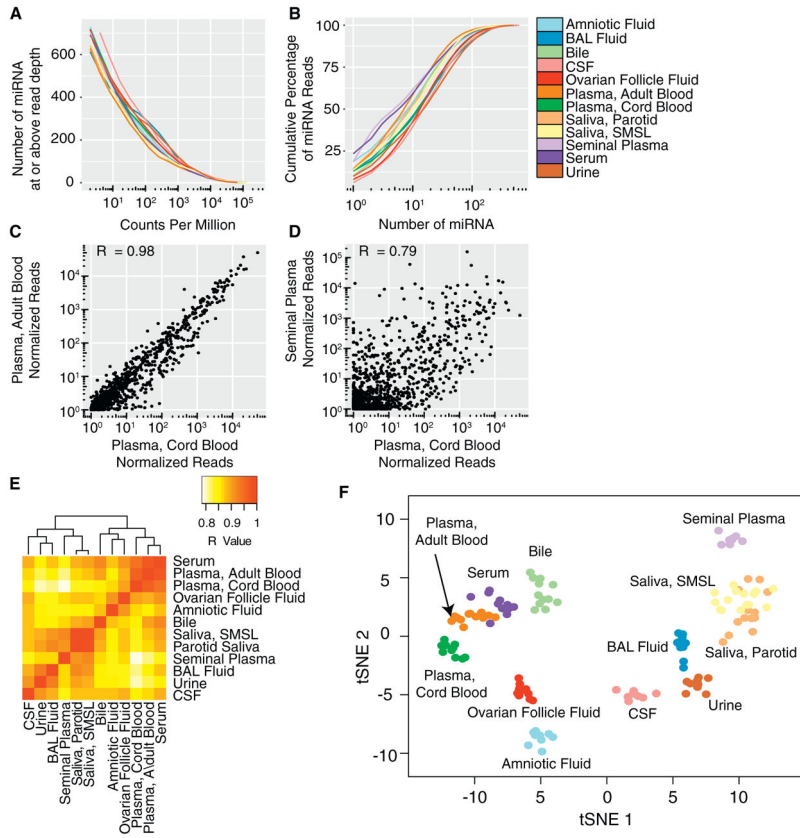 A
Number of miRNA
at or above read depth
600
400
200
0
10¹ 10² 10³ 10⁴ 10⁵
Counts Per Million
B
Cumulative Percentage
of miRNA Reads
100
75
50
25
10⁰ 10¹ 10²
Number of miRNA
Amniotic Fluid
BAL Fluid
Bile
CSF
Ovarian Follicle Fluid
Plasma, Adult Blood
Plasma, Cord Blood
Saliva, Parotid
Saliva, SMSL
Seminal Plasma
Serum
Urine
C
Plasma, Adult Blood
Normalized Reads
R = 0.98
10⁴
10³
10²
10¹
10⁰
10⁰ 10¹ 10² 10³ 10⁴
Plasma, Cord Blood
Normalized Reads
D
Seminal Plasma
Normalized Reads
R = 0.79
10⁵
10⁴
10³
10²
10¹
10⁰
10⁰ 10¹ 10² 10³ 10⁴
Plasma, Cord Blood
Normalized Reads
E
0.8 0.9 1
R Value
Serum
Plasma, Adult Blood
Plasma, Cord Blood
Ovarian Follicle Fluid
Amniotic Fluid
Bile
Saliva, SMSL
Parotid Saliva
Seminal Plasma
BAL Fluid
Urine
CSF
CSF
Urine
BAL Fluid
Seminal Plasma
Saliva, Parotid
Saliva, SMSL
Bile
Amniotic Fluid
Ovarian Follicle Fluid
Plasma, Cord Blood
Plasma, A\dult Blood
Serum
F
tSNE 2
10
5
0
-5
-10
Plasma,
Adult Blood
Serum
Bile
Seminal Plasma
Saliva, SMSL
BAL Fluid
Saliva, Parotid
Plasma,
Cord Blood
Ovarian Follicle Fluid
CSF
Urine
Amniotic Fluid
-10 5 0 5 10
tSNE 1